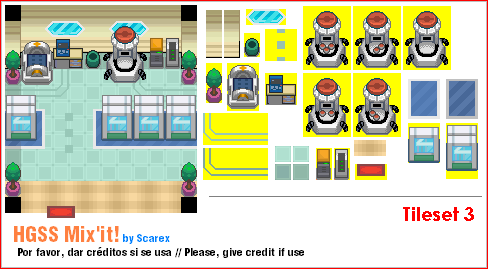 Tileset 3
HGSS Mix'it! by Scarex
Por favor, dar créditos si se usa // Please, give credit if use